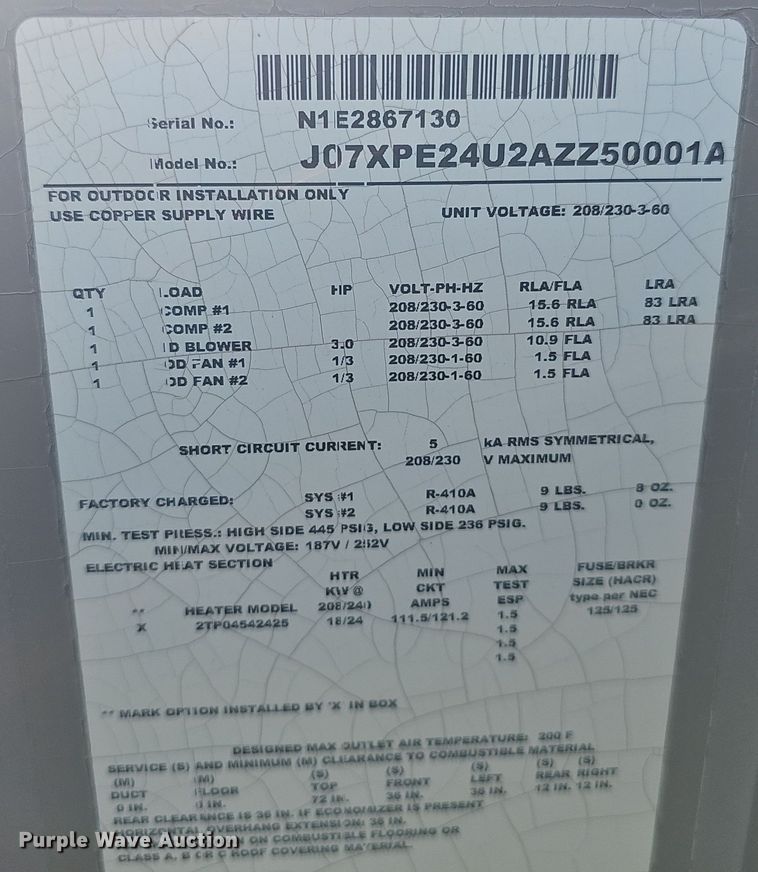 Serial No.: N1E2867130
Model No.: J07XPE24U2AZZ50001A
FOR OUTDOOR INSTALLATION ONLY
USE COPPER SUPPLY WIRE UNIT VOLTAGE: 208/230-3-60
QTY LOAD HP VOLT-PH-HZ RLA/FLA LRA
1 COMP #1 208/230-3-60 15.6 RLA 83 LRA
1 COMP #2 208/230-3-60 15.6 RLA 83 LRA
1 ID BLOWER 3.0 208/230-3-60 10.9 FLA
1 OD FAN #1 1/3 208/230-1-60 1.5 FLA
1 OD FAN #2 1/3 208/230-1-60 1.5 FLA
SHORT CIRCUIT CURRENT: 5 kA RMS SYMMETRICAL,
208/230 V MAXIMUM
FACTORY CHARGED: SYS #1 R-410A 9 LBS. 8 OZ.
SYS #2 R-410A 9 LBS. 0 OZ.
MIN. TEST PRESS.: HIGH SIDE 445 PSIG, LOW SIDE 236 PSIG.
MIN/MAX VOLTAGE: 187V / 252V
ELECTRIC HEAT SECTION
HTR MIN MAX FUSE/BRKR
KW @ CKT TEST SIZE (HACR)
** HEATER MODEL 208/240 AMPS ESP type per NEC
X 2TP04542425 18/24 111.5/121.2 1.5 125/125
1.5
1.5
1.5
** MARK OPTION INSTALLED BY 'X' IN BOX
DESIGNED MAX OUTLET AIR TEMPERATURE: 200 F
SERVICE (S) AND MINIMUM (M) CLEARANCE TO COMBUSTIBLE MATERIAL
(M) (M) (S) (S) (S) (S) (S)
DUCT FLOOR TOP FRONT LEFT REAR RIGHT
0 IN. 0 IN. 72 IN. 36 IN. 36 IN. 12 IN. 12 IN.
REAR CLEARANCE IS 36 IN. IF ECONOMIZER IS PRESENT
HORIZONTAL OVERHANG EXTENSION: 36 IN.
ON COMBUSTIBLE FLOORING OR
CLASS A, B OR C ROOF COVERING MATERIAL.
Purple Wave Auction